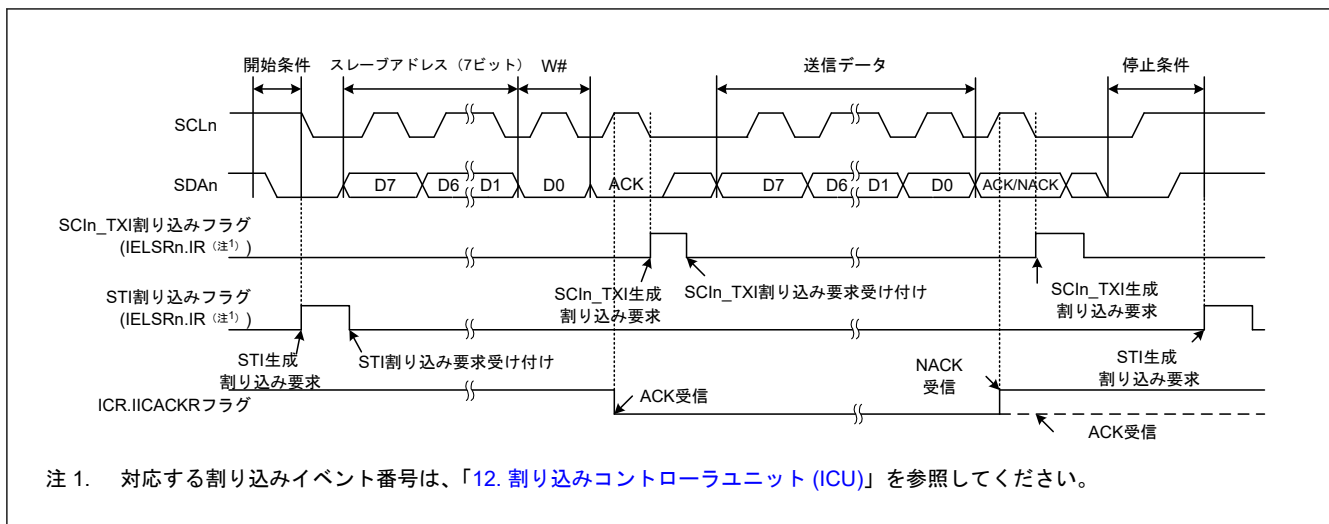 開始条件 スレーブアドレス（7ビット） W# 送信データ 停止条件
SCLn
SDAn D7 D6 D1 D0 ACK D7 D6 D1 D0 ACK/NACK
SCIn_TXI割り込みフラグ
(IELSRn.IR（注1）)
SCIn_TXI生成
割り込み要求
SCIn_TXI割り込み要求受け付け
SCIn_TXI生成
割り込み要求
STI割り込みフラグ
(IELSRn.IR（注1）)
STI生成
割り込み要求
STI割り込み要求受け付け
NACK
受信
STI生成
割り込み要求
ICR.IICACKRフラグ
ACK受信
ACK受信
注 1. 対応する割り込みイベント番号は、「12. 割り込みコントローラユニット (ICU)」を参照してください。